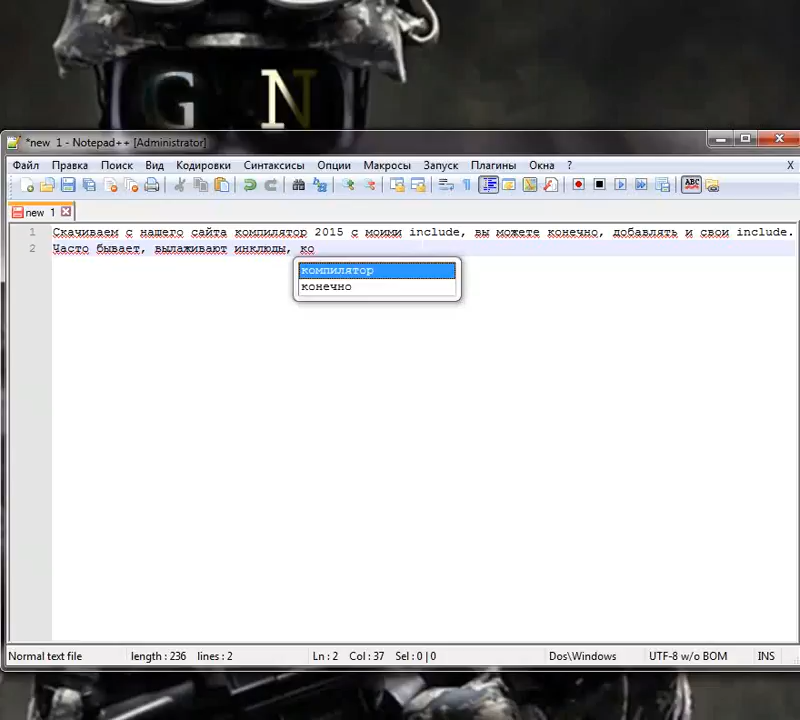 G N
*new 1 - Notepad++ [Administrator]
Файл Правка Поиск Вид Кодировки Синтаксисы Опции Макросы Запуск Плагины Окна ? X
ABC
new 1
1 Скачиваем с нашего сайта компилятор 2015 с моими include, вы можете конечно, добавлять и свои include.
2 Часто бывает, вылаживают инклюды, ко
компилятор
конечно
Normal text file length : 236 lines : 2 Ln : 2 Col : 37 Sel : 0 | 0 Dos\Windows UTF-8 w/o BOM INS